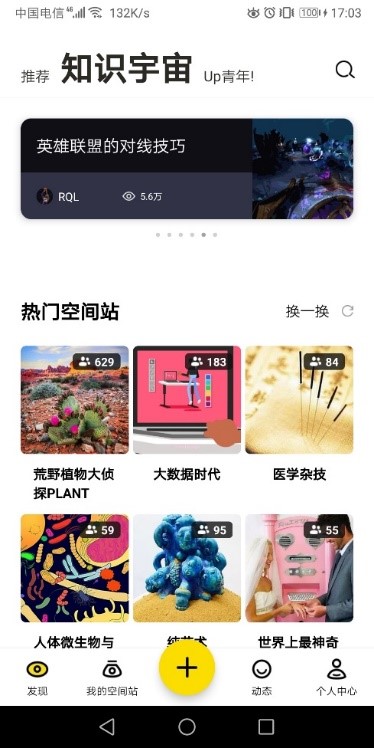 中国电信 132K/s 100 17:03
推荐 知识宇宙 Up青年!
英雄联盟的对线技巧
RQL 5.6万
热门空间站 换一换
629 183 84
荒野植物大侦 大数据时代 医学杂技
探PLANT
59 95 55
人体微生物与 纯艺术 世界上最神奇
发现 我的空间站 动态 个人中心